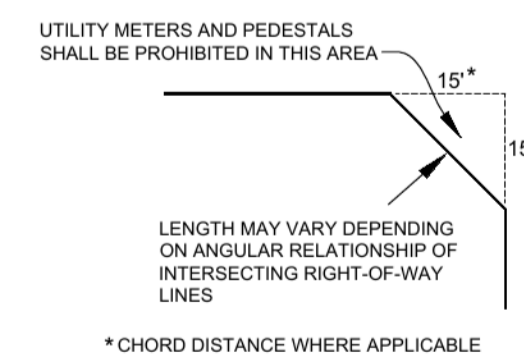 UTILITY METERS AND PEDESTALS
SHALL BE PROHIBITED IN THIS AREA
15'*
15
LENGTH MAY VARY DEPENDING
ON ANGULAR RELATIONSHIP OF
INTERSECTING RIGHT-OF-WAY
LINES
* CHORD DISTANCE WHERE APPLICABLE